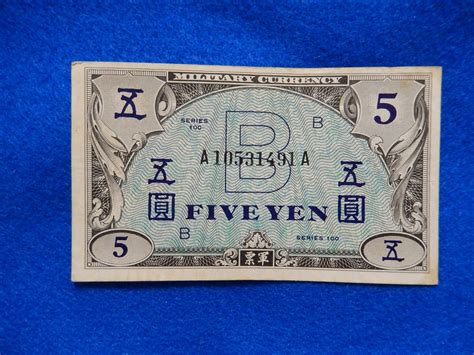 MILITARY CURRENCY
五 5
SERIES 100 B B
A10531491A
五 五
圓 FIVE YEN 圓
B SERIES 100
5 票軍 五